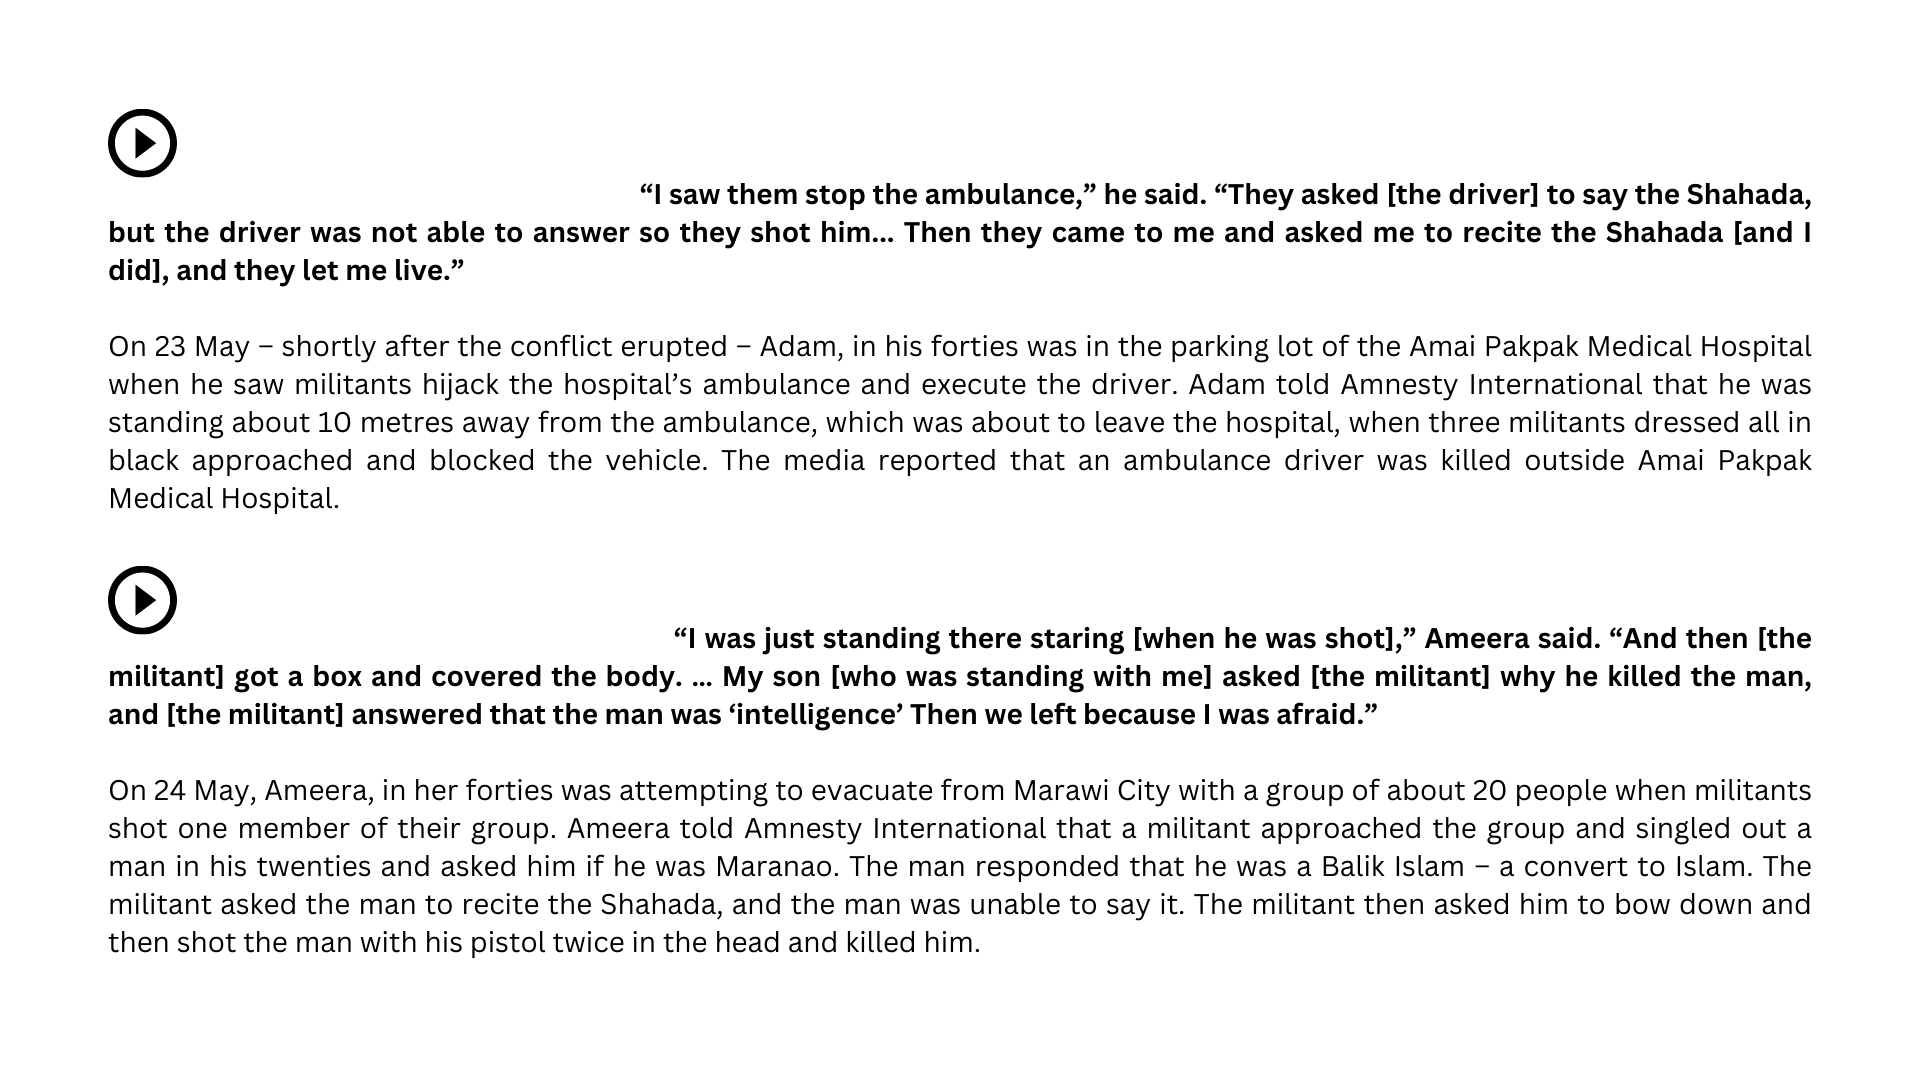 “I saw them stop the ambulance,” he said. “They asked [the driver] to say the Shahada,
but the driver was not able to answer so they shot him... Then they came to me and asked me to recite the Shahada [and I
did], and they let me live.”
On 23 May – shortly after the conflict erupted – Adam, in his forties was in the parking lot of the Amai Pakpak Medical Hospital
when he saw militants hijack the hospital’s ambulance and execute the driver. Adam told Amnesty International that he was
standing about 10 metres away from the ambulance, which was about to leave the hospital, when three militants dressed all in
black approached and blocked the vehicle. The media reported that an ambulance driver was killed outside Amai Pakpak
Medical Hospital.
“I was just standing there staring [when he was shot],” Ameera said. “And then [the
militant] got a box and covered the body. ... My son [who was standing with me] asked [the militant] why he killed the man,
and [the militant] answered that the man was ‘intelligence’ Then we left because I was afraid.”
On 24 May, Ameera, in her forties was attempting to evacuate from Marawi City with a group of about 20 people when militants
shot one member of their group. Ameera told Amnesty International that a militant approached the group and singled out a
man in his twenties and asked him if he was Maranao. The man responded that he was a Balik Islam – a convert to Islam. The
militant asked the man to recite the Shahada, and the man was unable to say it. The militant then asked him to bow down and
then shot the man with his pistol twice in the head and killed him.